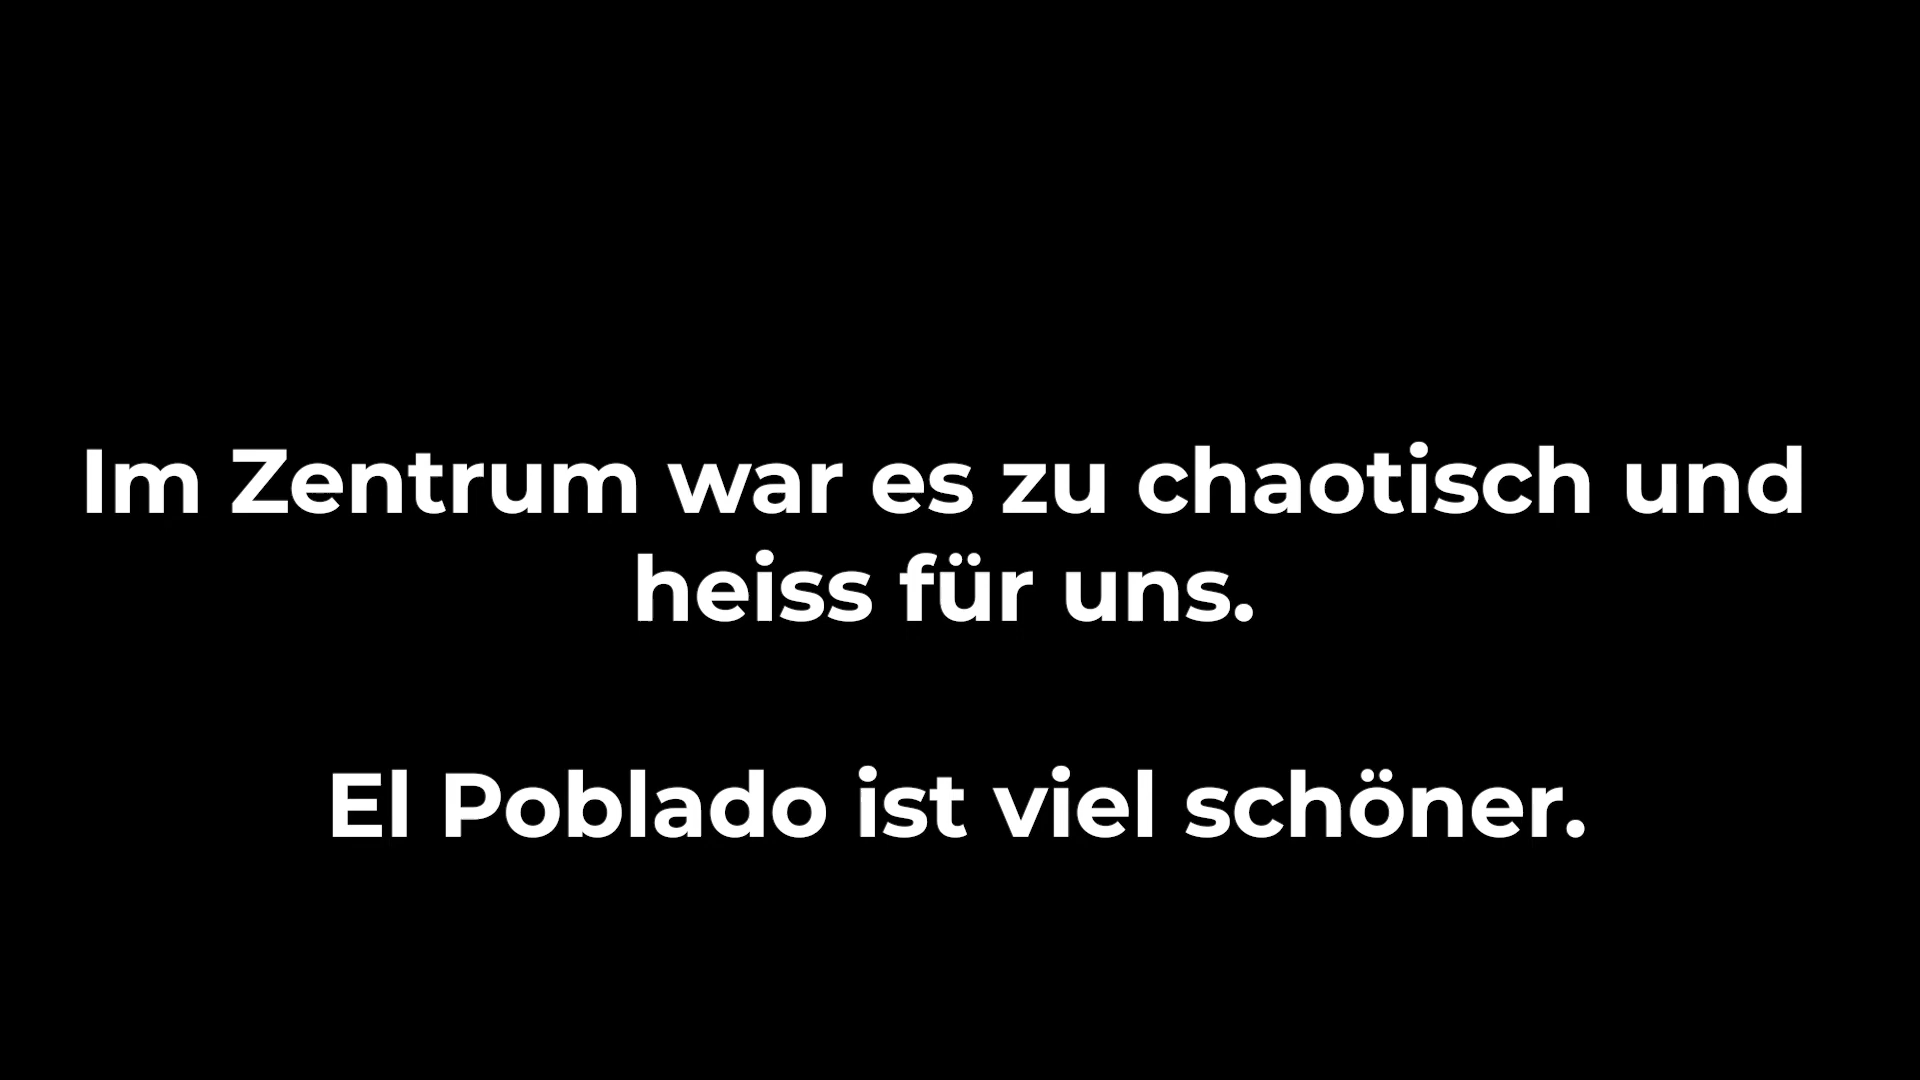 Im Zentrum war es zu chaotisch und
heiss für uns.
El Poblado ist viel schöner.